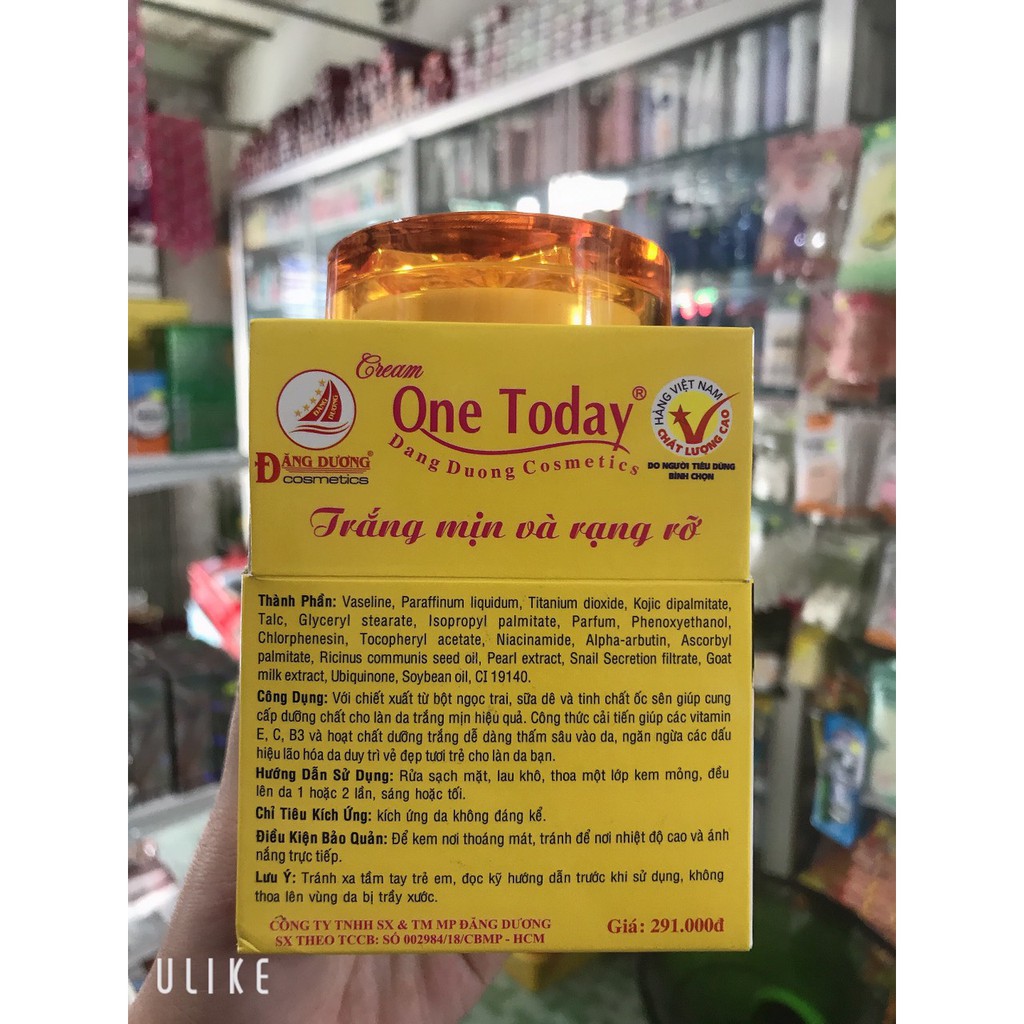 Cream
One Today®
Dang Duong Cosmetics
ĐĂNG DƯƠNG
ĐĂNG DƯƠNG®
cosmetics
HÀNG VIỆT NAM
CHẤT LƯỢNG CAO
DO NGƯỜI TIÊU DÙNG
BÌNH CHỌN
Trắng mịn và rạng rỡ
Thành Phần: Vaseline, Paraffinum liquidum, Titanium dioxide, Kojic dipalmitate,
Talc, Glyceryl stearate, Isopropyl palmitate, Parfum, Phenoxyethanol,
Chlorphenesin, Tocopheryl acetate, Niacinamide, Alpha-arbutin, Ascorbyl
palmitate, Ricinus communis seed oil, Pearl extract, Snail Secretion filtrate, Goat
milk extract, Ubiquinone, Soybean oil, CI 19140.
Công Dụng: Với chiết xuất từ bột ngọc trai, sữa dê và tinh chất ốc sên giúp cung
cấp dưỡng chất cho làn da trắng mịn hiệu quả. Công thức cải tiến giúp các vitamin
E, C, B3 và hoạt chất dưỡng trắng dễ dàng thấm sâu vào da, ngăn ngừa các dấu
hiệu lão hóa da duy trì vẻ đẹp tươi trẻ cho làn da bạn.
Hướng Dẫn Sử Dụng: Rửa sạch mặt, lau khô, thoa một lớp kem mỏng, đều
lên da 1 hoặc 2 lần, sáng hoặc tối.
Chỉ Tiêu Kích Ứng: kích ứng da không đáng kể.
Điều Kiện Bảo Quản: Để kem nơi thoáng mát, tránh để nơi nhiệt độ cao và ánh
nắng trực tiếp.
Lưu Ý: Tránh xa tầm tay trẻ em, đọc kỹ hướng dẫn trước khi sử dụng, không
thoa lên vùng da bị trầy xước.
CÔNG TY TNHH SX & TM MP ĐĂNG DƯƠNG
SX THEO TCCB: SỐ 002984/18/CBMP - HCM
Giá: 291.000đ
ULIKE